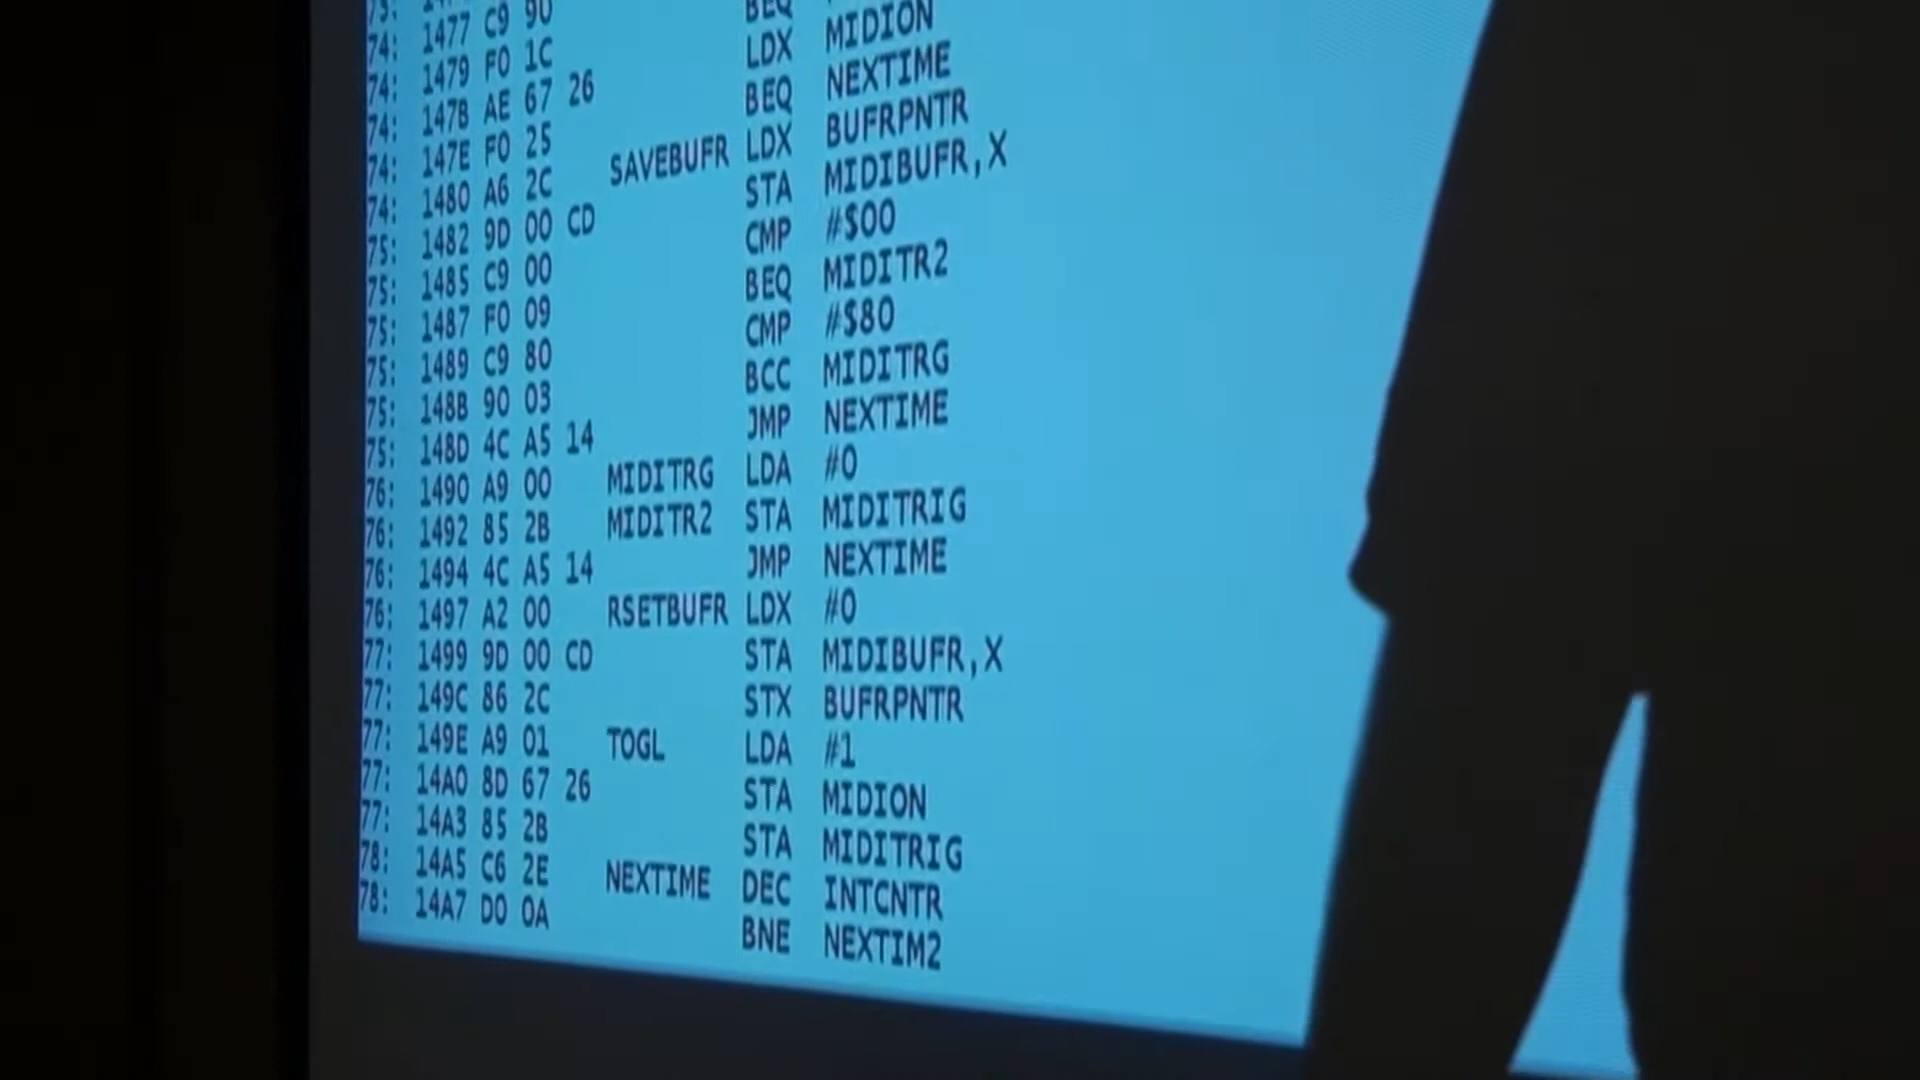 74: 1477 C9 90
74: 1479 F0 1C BEQ
74: 147B AE 67 26 LDX MIDION
74: 147E F0 25 BEQ NEXTIME
74: 1480 A6 2C SAVEBUFR LDX BUFRPNTR
75: 1482 9D 00 CD STA MIDIBUFR,X
75: 1485 C9 00 CMP #$00
75: 1487 F0 09 BEQ MIDITR2
75: 1489 C9 80 CMP #$80
75: 148B 90 03 BCC MIDITRG
75: 148D 4C A5 14 JMP NEXTIME
76: 1490 A9 00 MIDITRG LDA #0
76: 1492 85 2B MIDITR2 STA MIDITRIG
76: 1494 4C A5 14 JMP NEXTIME
76: 1497 A2 00 RSETBUFR LDX #0
77: 1499 9D 00 CD STA MIDIBUFR,X
77: 149C 86 2C STX BUFRPNTR
77: 149E A9 01 TOGL LDA #1
77: 14A0 8D 67 26 STA MIDION
77: 14A3 85 2B STA MIDITRIG
78: 14A5 C6 2E NEXTIME DEC INTCNTR
78: 14A7 D0 0A BNE NEXTIM2